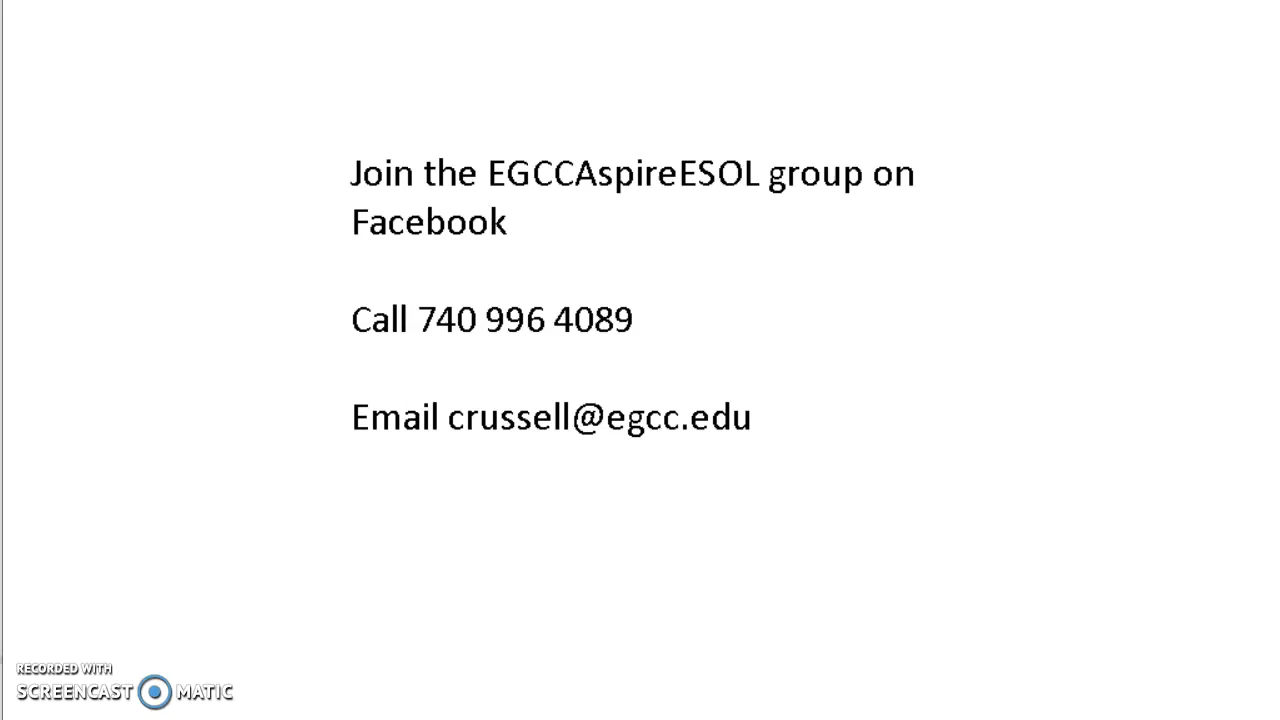 Join the EGCCAspireESOL group on
Facebook
Call 740 996 4089
Email crussell@egcc.edu
RECORDED WITH
SCREENCAST MATIC